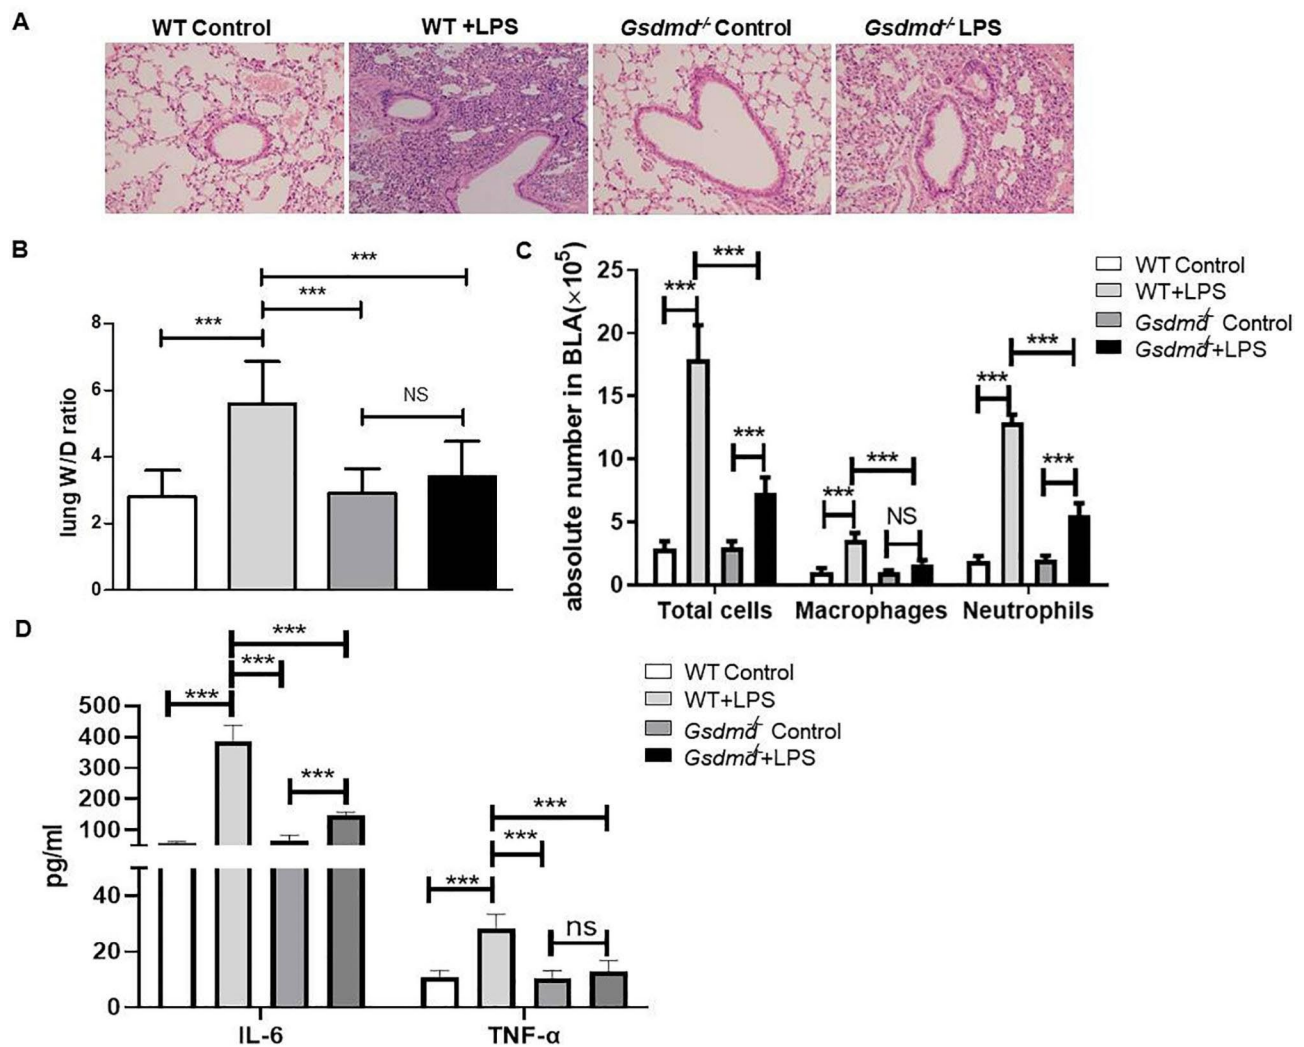 A
WT Control
WT +LPS
Gsdmd-/- Control
Gsdmd-/- LPS
B
***
***
***
NS
8
6
4
2
0
lung W/D ratio
C
***
***
***
***
***
NS
***
***
***
25
20
15
10
5
0
absolute number in BLA(×10⁵)
Total cells
Macrophages
Neutrophils
WT Control
WT+LPS
Gsdmd-/- Control
Gsdmd-/-+LPS
D
***
***
***
***
***
***
***
ns
500
400
300
200
100
40
20
0
pg/ml
IL-6
TNF-α
WT Control
WT+LPS
Gsdmd-/- Control
Gsdmd-/-+LPS